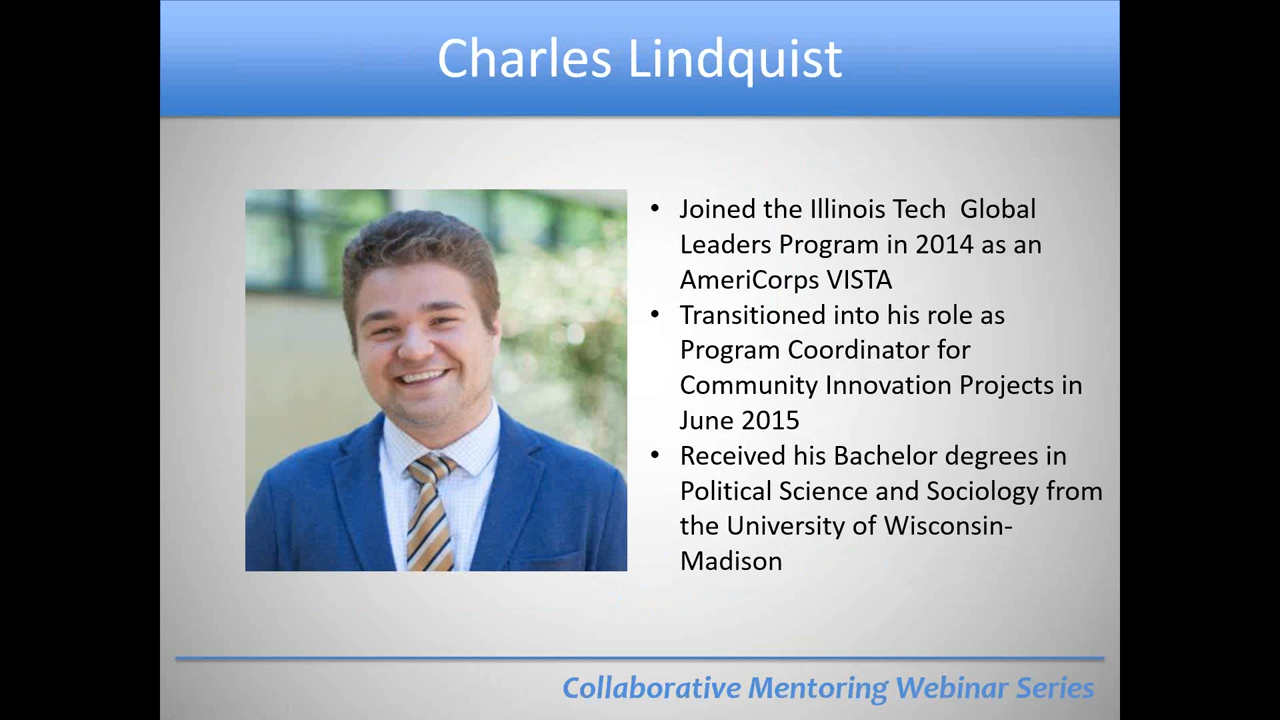 Charles Lindquist
• Joined the Illinois Tech  Global
Leaders Program in 2014 as an
AmeriCorps VISTA
• Transitioned into his role as
Program Coordinator for
Community Innovation Projects in
June 2015
• Received his Bachelor degrees in
Political Science and Sociology from
the University of Wisconsin-
Madison
Collaborative Mentoring Webinar Series